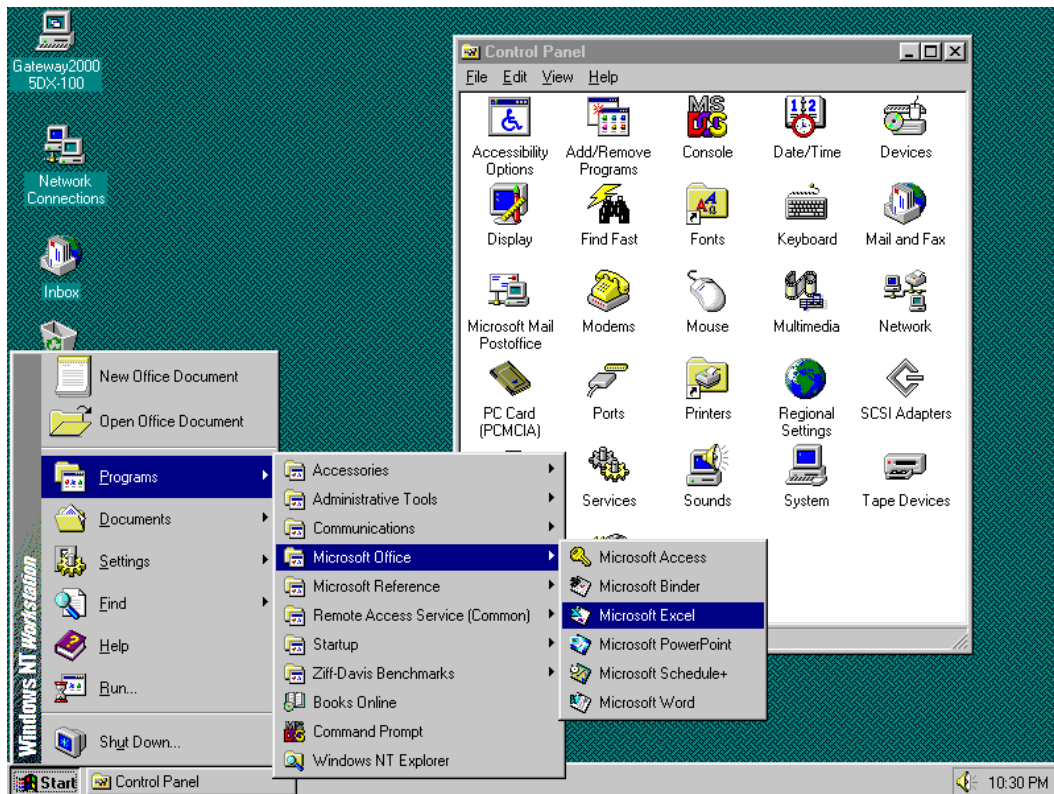 Gateway2000
5DX-100
Network
Connections
Inbox
Control Panel
File Edit View Help
Accessibility
Options
Add/Remove
Programs
Console
Date/Time
Devices
Display
Find Fast
Fonts
Keyboard
Mail and Fax
Microsoft Mail
Postoffice
Modems
Mouse
Multimedia
Network
PC Card
(PCMCIA)
Ports
Printers
Regional
Settings
SCSI Adapters
Services
Sounds
System
Tape Devices
New Office Document
Open Office Document
Programs
Documents
Settings
Find
Help
Run...
Shut Down...
Windows NT Workstation
Accessories
Administrative Tools
Communications
Microsoft Office
Microsoft Reference
Remote Access Service (Common)
Startup
Ziff-Davis Benchmarks
Books Online
Command Prompt
Windows NT Explorer
Microsoft Access
Microsoft Binder
Microsoft Excel
Microsoft PowerPoint
Microsoft Schedule+
Microsoft Word
Start
Control Panel
10:30 PM